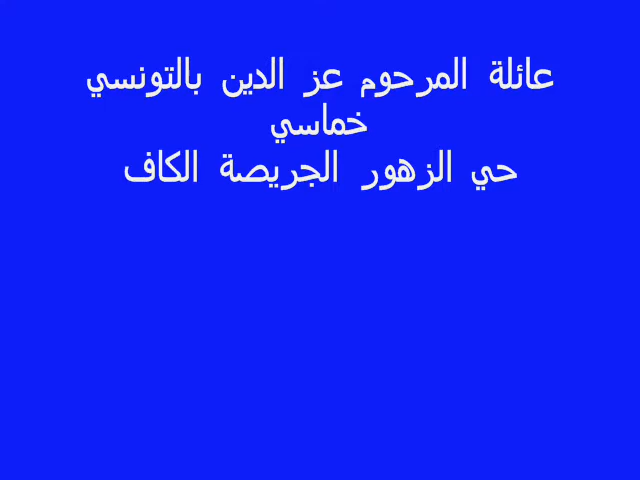 عائلة المرحوم عز الدين بالتونسي
خماسي
حي الزهور الجريصة الكاف